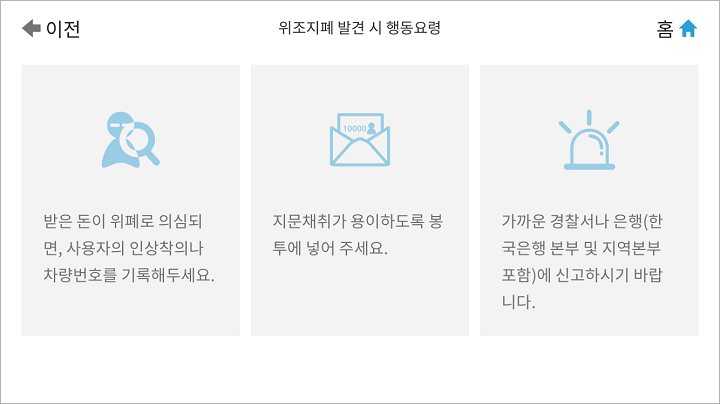 이전
위조지폐 발견 시 행동요령
홈
10000
받은 돈이 위폐로 의심되
면, 사용자의 인상착의나
차량번호를 기록해두세요.
지문채취가 용이하도록 봉
투에 넣어 주세요.
가까운 경찰서나 은행(한
국은행 본부 및 지역본부
포함)에 신고하시기 바랍
니다.